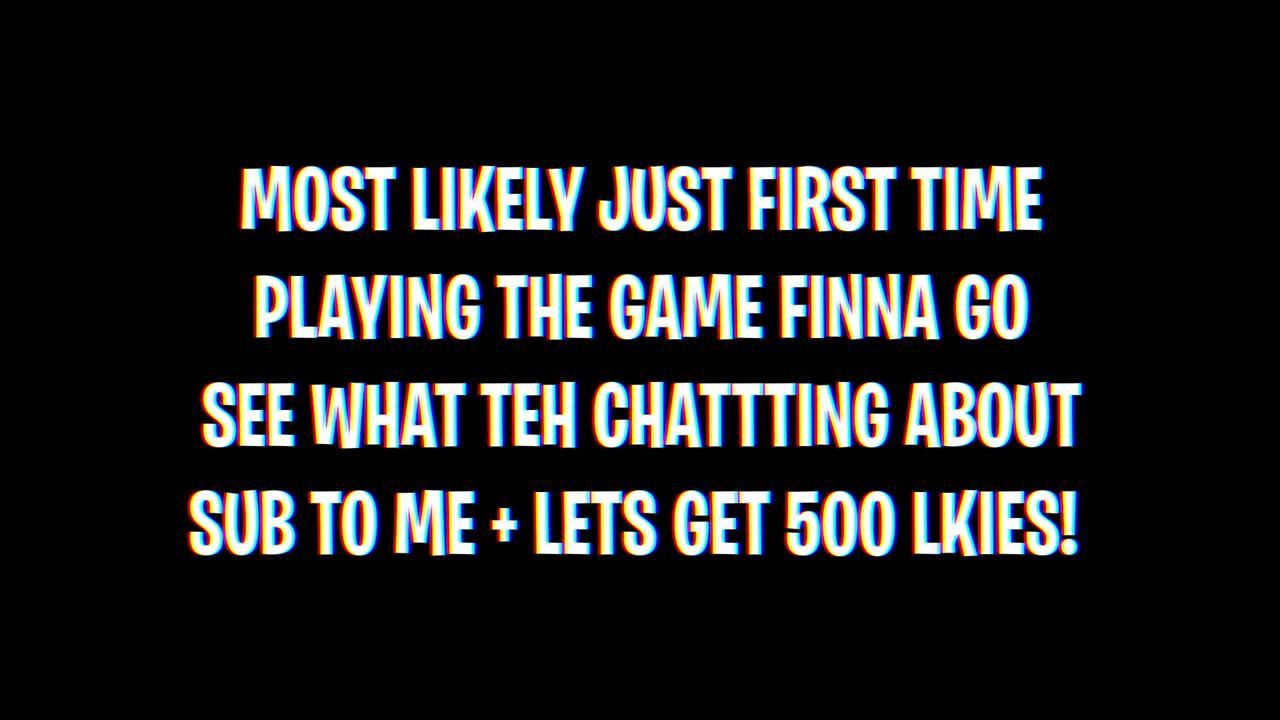 MOST LIKELY JUST FIRST TIME
PLAYING THE GAME FINNA GO
SEE WHAT TEH CHATTTING ABOUT
SUB TO ME + LETS GET 500 LKIES!